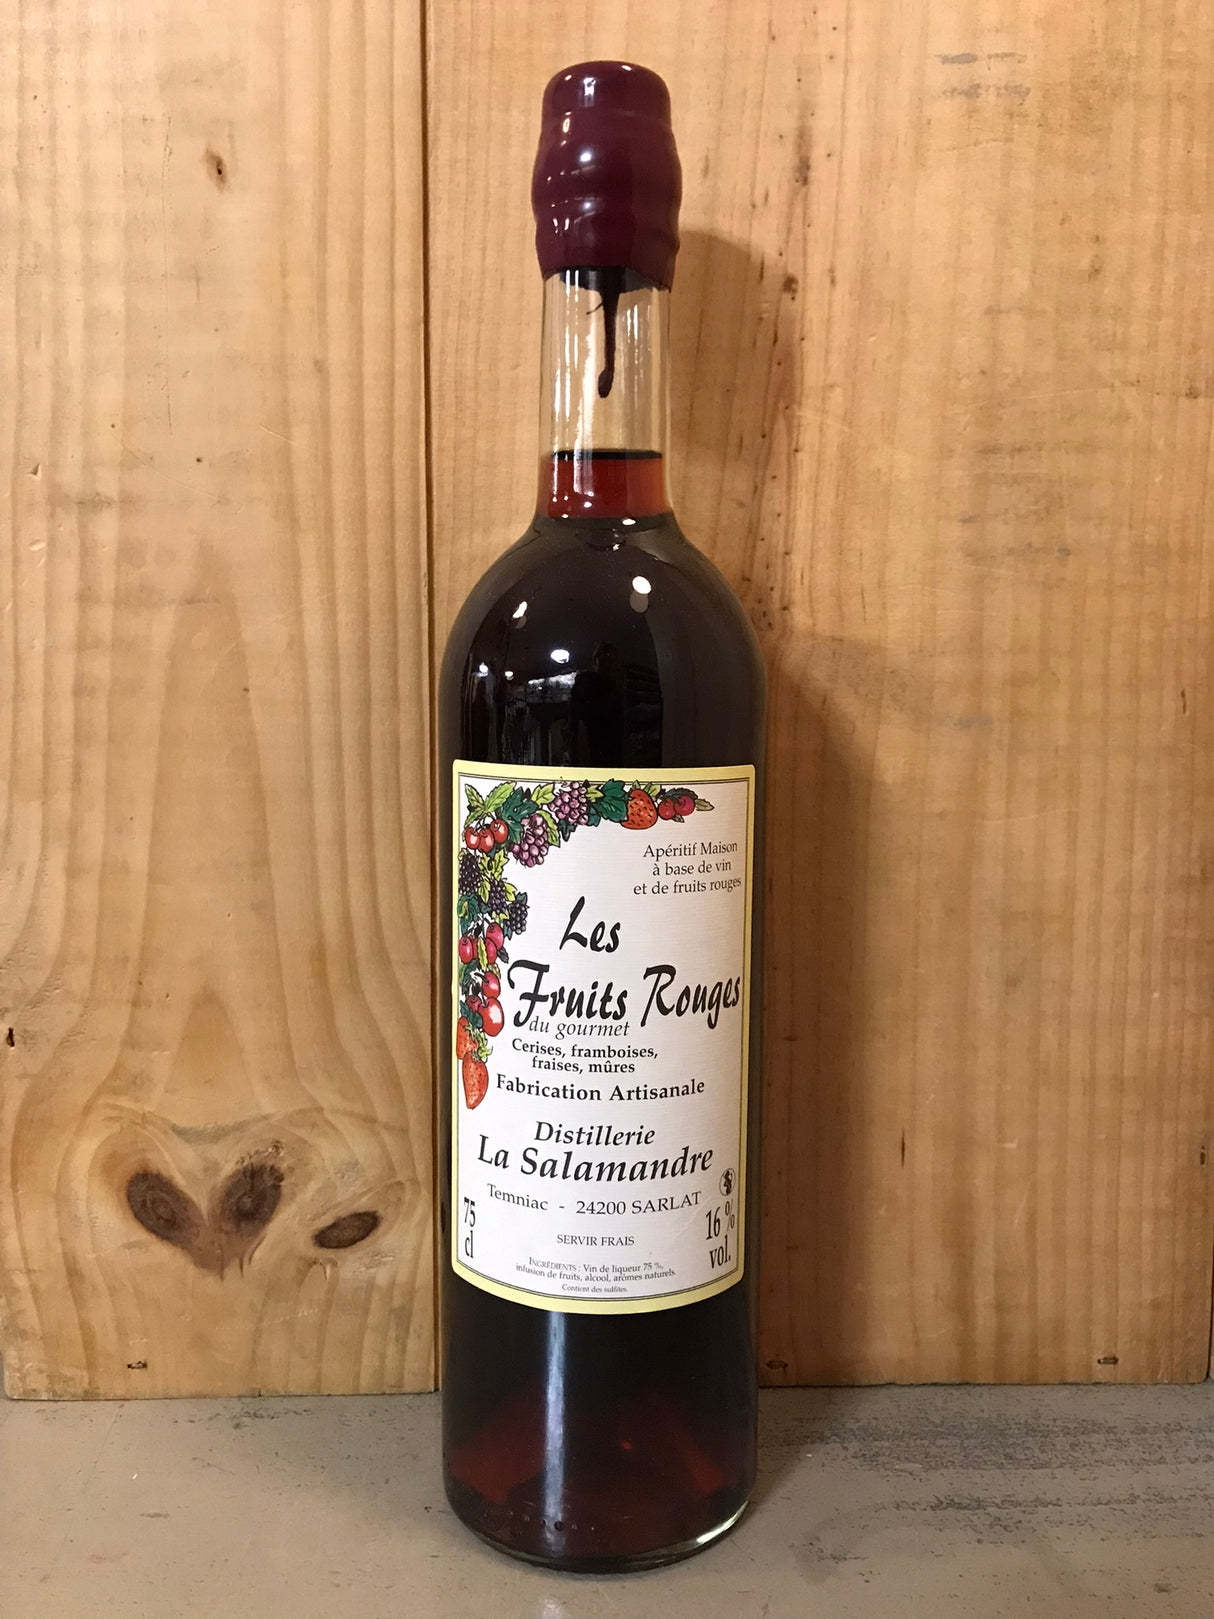 Apéritif Maison
à base de vin
et de fruits rouges
Les
Fruits Rouges
du gourmet
Cerises, framboises,
fraises, mûres
Fabrication Artisanale
Distillerie
La Salamandre
Temniac - 24200 SARLAT
75
cl
16 %
vol.
SERVIR FRAIS
INGRÉDIENTS : Vin de liqueur 75 %,
infusion de fruits, alcool, arômes naturels.
Contient des sulfites.